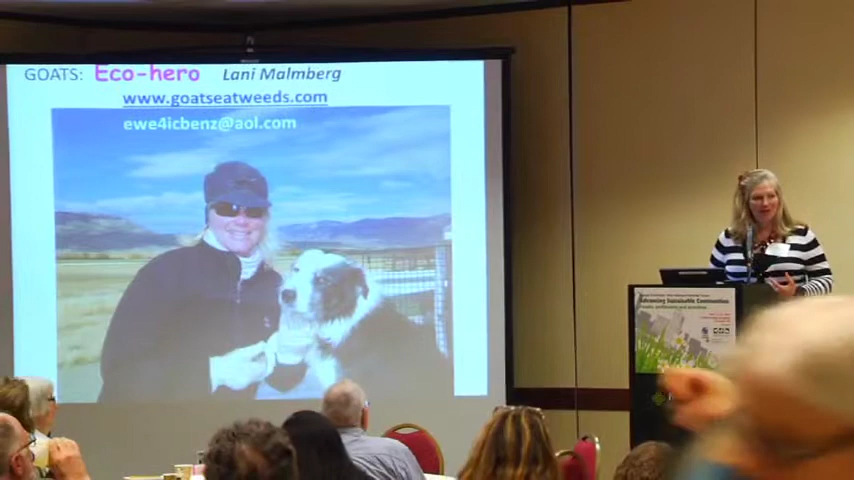 GOATS: Eco-hero Lani Malmberg
www.goatseatweeds.com
ewe4icbenz@aol.com
Advancing Sustainable Communities